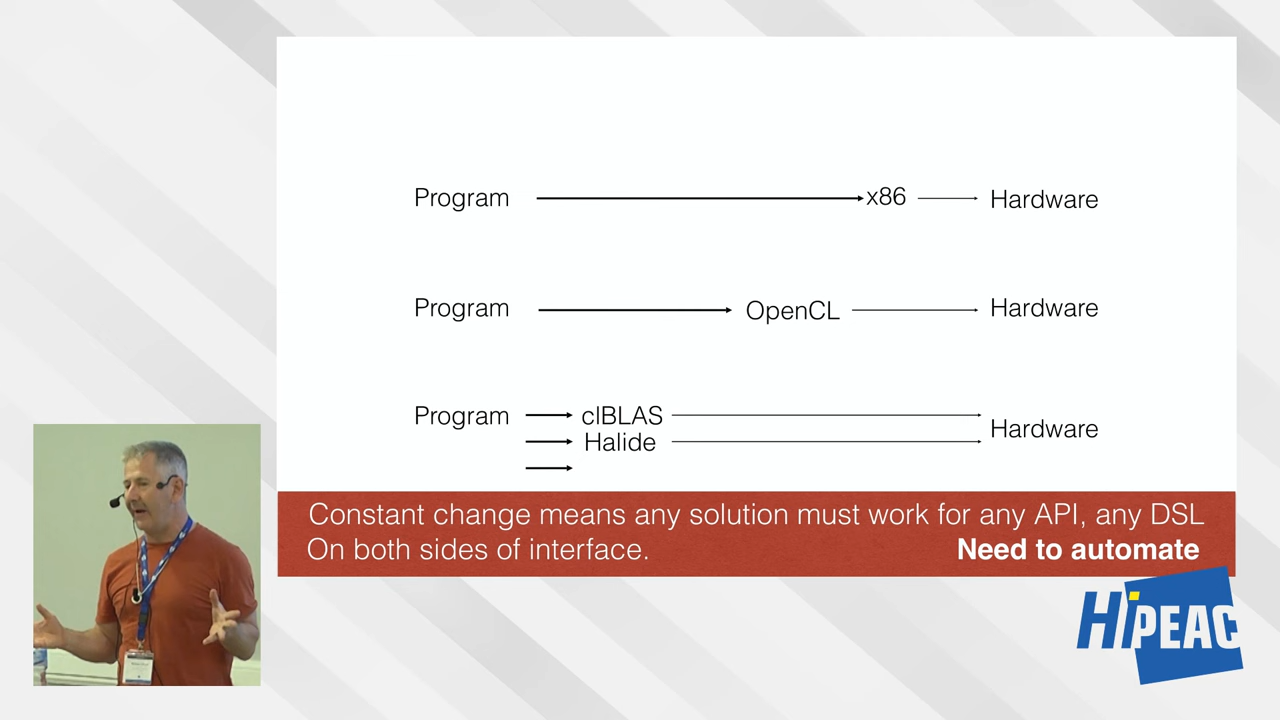 Program x86 Hardware
Program OpenCL Hardware
Program clBLAS Hardware
Halide
Constant change means any solution must work for any API, any DSL
On both sides of interface. Need to automate
HiPEAC